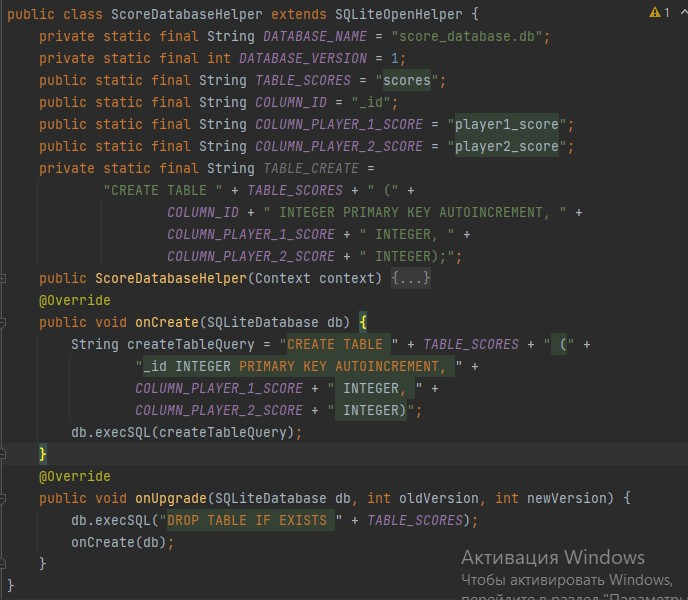 public class ScoreDatabaseHelper extends SQLiteOpenHelper {
1
private static final String DATABASE_NAME = "score_database.db";
private static final int DATABASE_VERSION = 1;
public static final String TABLE_SCORES = "scores";
public static final String COLUMN_ID = "_id";
public static final String COLUMN_PLAYER_1_SCORE = "player1_score";
public static final String COLUMN_PLAYER_2_SCORE = "player2_score";
private static final String TABLE_CREATE =
"CREATE TABLE " + TABLE_SCORES + " (" +
COLUMN_ID + " INTEGER PRIMARY KEY AUTOINCREMENT, " +
COLUMN_PLAYER_1_SCORE + " INTEGER, " +
COLUMN_PLAYER_2_SCORE + " INTEGER);";
public ScoreDatabaseHelper(Context context) {...}
@Override
public void onCreate(SQLiteDatabase db) {
String createTableQuery = "CREATE TABLE " + TABLE_SCORES + " (" +
"_id INTEGER PRIMARY KEY AUTOINCREMENT, " +
COLUMN_PLAYER_1_SCORE + " INTEGER, " +
COLUMN_PLAYER_2_SCORE + " INTEGER)";
db.execSQL(createTableQuery);
}
@Override
public void onUpgrade(SQLiteDatabase db, int oldVersion, int newVersion) {
db.execSQL("DROP TABLE IF EXISTS " + TABLE_SCORES);
onCreate(db);
}
}
Активация Windows
Чтобы активировать Windows,
перейдите в раздел "Параметры